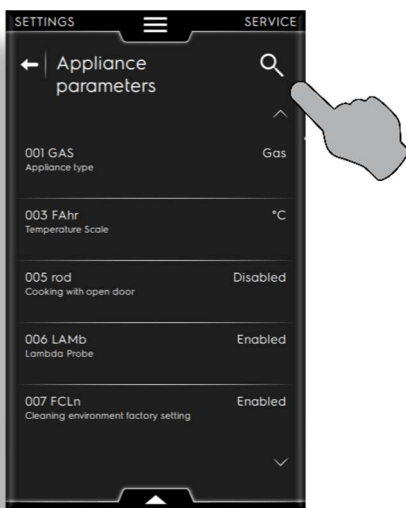 SETTINGS SERVICE
Appliance
parameters
001 GAS Gas
Appliance type
003 FAhr °C
Temperature Scale
005 rod Disabled
Cooking with open door
006 LAMb Enabled
Lambda Probe
007 FCLn Enabled
Cleaning environment factory setting